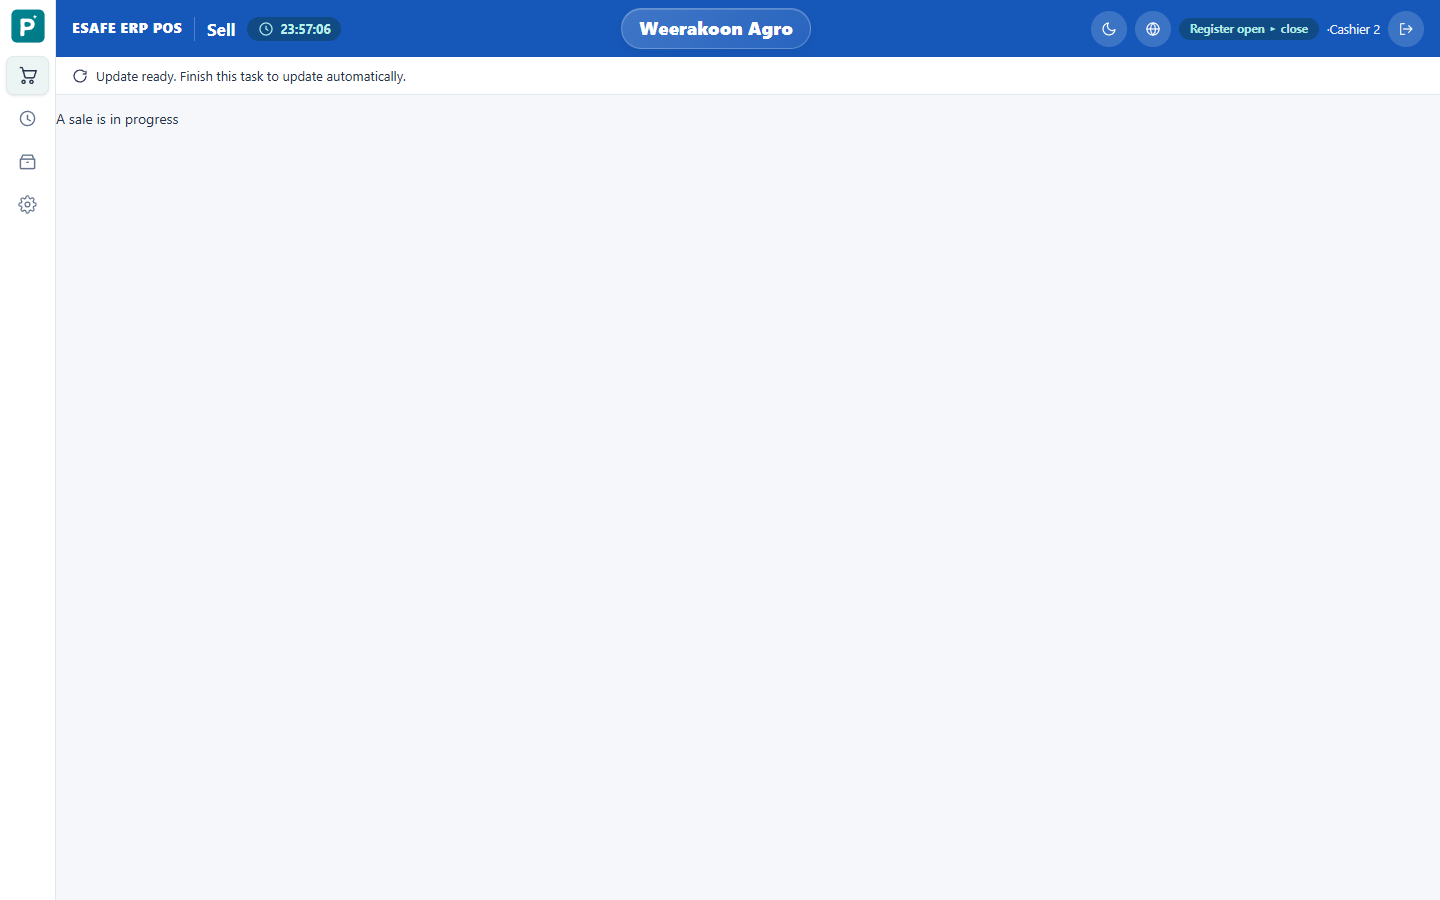 P
ESAFE ERP POS
Sell
23:57:06
Weerakoon Agro
Register open ▸ close
·Cashier 2
Update ready. Finish this task to update automatically.
A sale is in progress